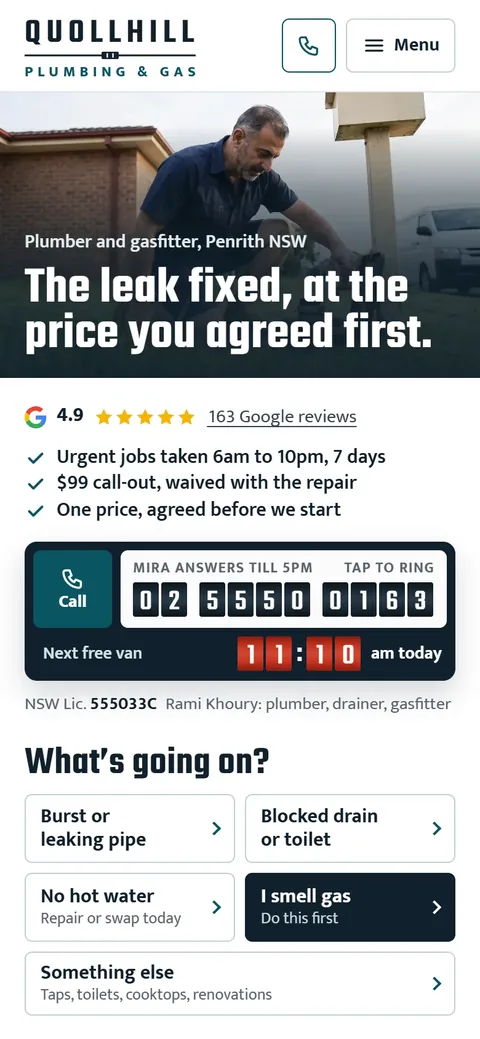 QUOLLHILL
PLUMBING & GAS
Menu
Plumber and gasfitter, Penrith NSW
The leak fixed, at the
price you agreed first.
4.9 163 Google reviews
Urgent jobs taken 6am to 10pm, 7 days
$99 call-out, waived with the repair
One price, agreed before we start
Call
MIRA ANSWERS TILL 5PM TAP TO RING
02 5550 0163
Next free van 11:10 am today
NSW Lic. 555033C Rami Khoury: plumber, drainer, gasfitter
What's going on?
Burst or
leaking pipe
Blocked drain
or toilet
No hot water
Repair or swap today
I smell gas
Do this first
Something else
Taps, toilets, cooktops, renovations